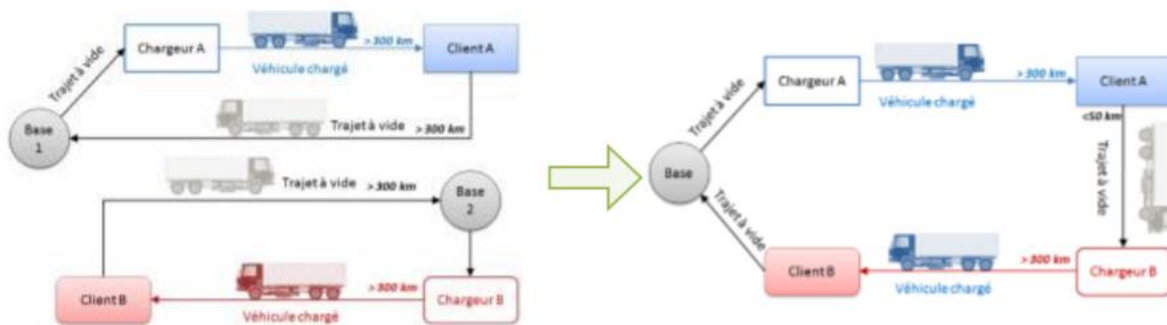 Trajet à vide
Chargeur A
> 300 km
Véhicule chargé
Client A
Base
1
Trajet à vide
> 300 km
Trajet à vide
> 300 km
Base
2
Client B
> 300 km
Véhicule chargé
Chargeur B
Trajet à vide
Chargeur A
> 300 km
Véhicule chargé
Client A
<50 km
Trajet à vide
Base
Trajet à vide
Client B
> 300 km
Véhicule chargé
Chargeur B